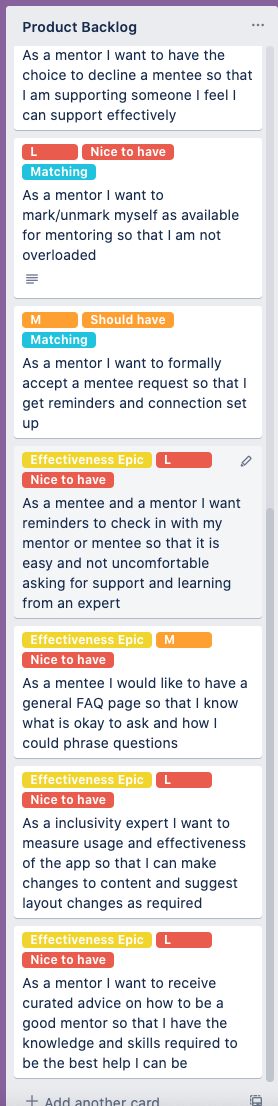 Product Backlog
As a mentor I want to have the
choice to decline a mentee so that
I am supporting someone I feel I
can support effectively
L Nice to have
Matching
As a mentor I want to
mark/unmark myself as available
for mentoring so that I am not
overloaded
M Should have
Matching
As a mentor I want to formally
accept a mentee request so that I
get reminders and connection set
up
Effectiveness Epic L
Nice to have
As a mentee and a mentor I want
reminders to check in with my
mentor or mentee so that it is
easy and not uncomfortable
asking for support and learning
from an expert
Effectiveness Epic M
Nice to have
As a mentee I would like to have a
general FAQ page so that I know
what is okay to ask and how I
could phrase questions
Effectiveness Epic L
Nice to have
As a inclusivity expert I want to
measure usage and effectiveness
of the app so that I can make
changes to content and suggest
layout changes as required
Effectiveness Epic L
Nice to have
As a mentor I want to receive
curated advice on how to be a
good mentor so that I have the
knowledge and skills required to
be the best help I can be
+ Add another card